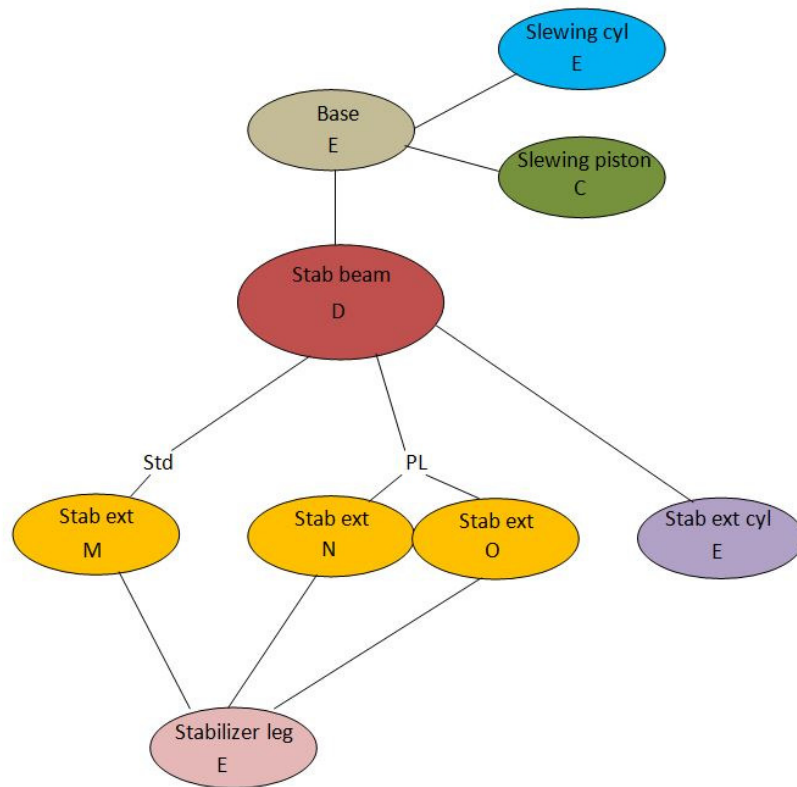 Slewing cyl
E
Base
E
Slewing piston
C
Stab beam
D
Std
PL
Stab ext
M
Stab ext
N
Stab ext
O
Stab ext cyl
E
Stabilizer leg
E